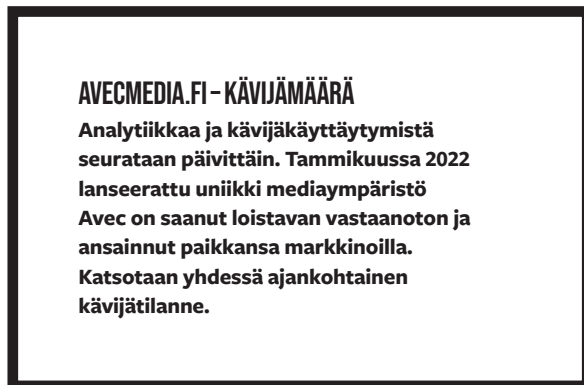 AVECMEDIA.FI – KÄVIJÄMÄÄRÄ
Analytiikkaa ja kävijäkäyttäytymistä
seurataan päivittäin. Tammikuussa 2022
lanseerattu uniikki mediaympäristö
Avec on saanut loistavan vastaanoton ja
ansainnut paikkansa markkinoilla.
Katsotaan yhdessä ajankohtainen
kävijätilanne.